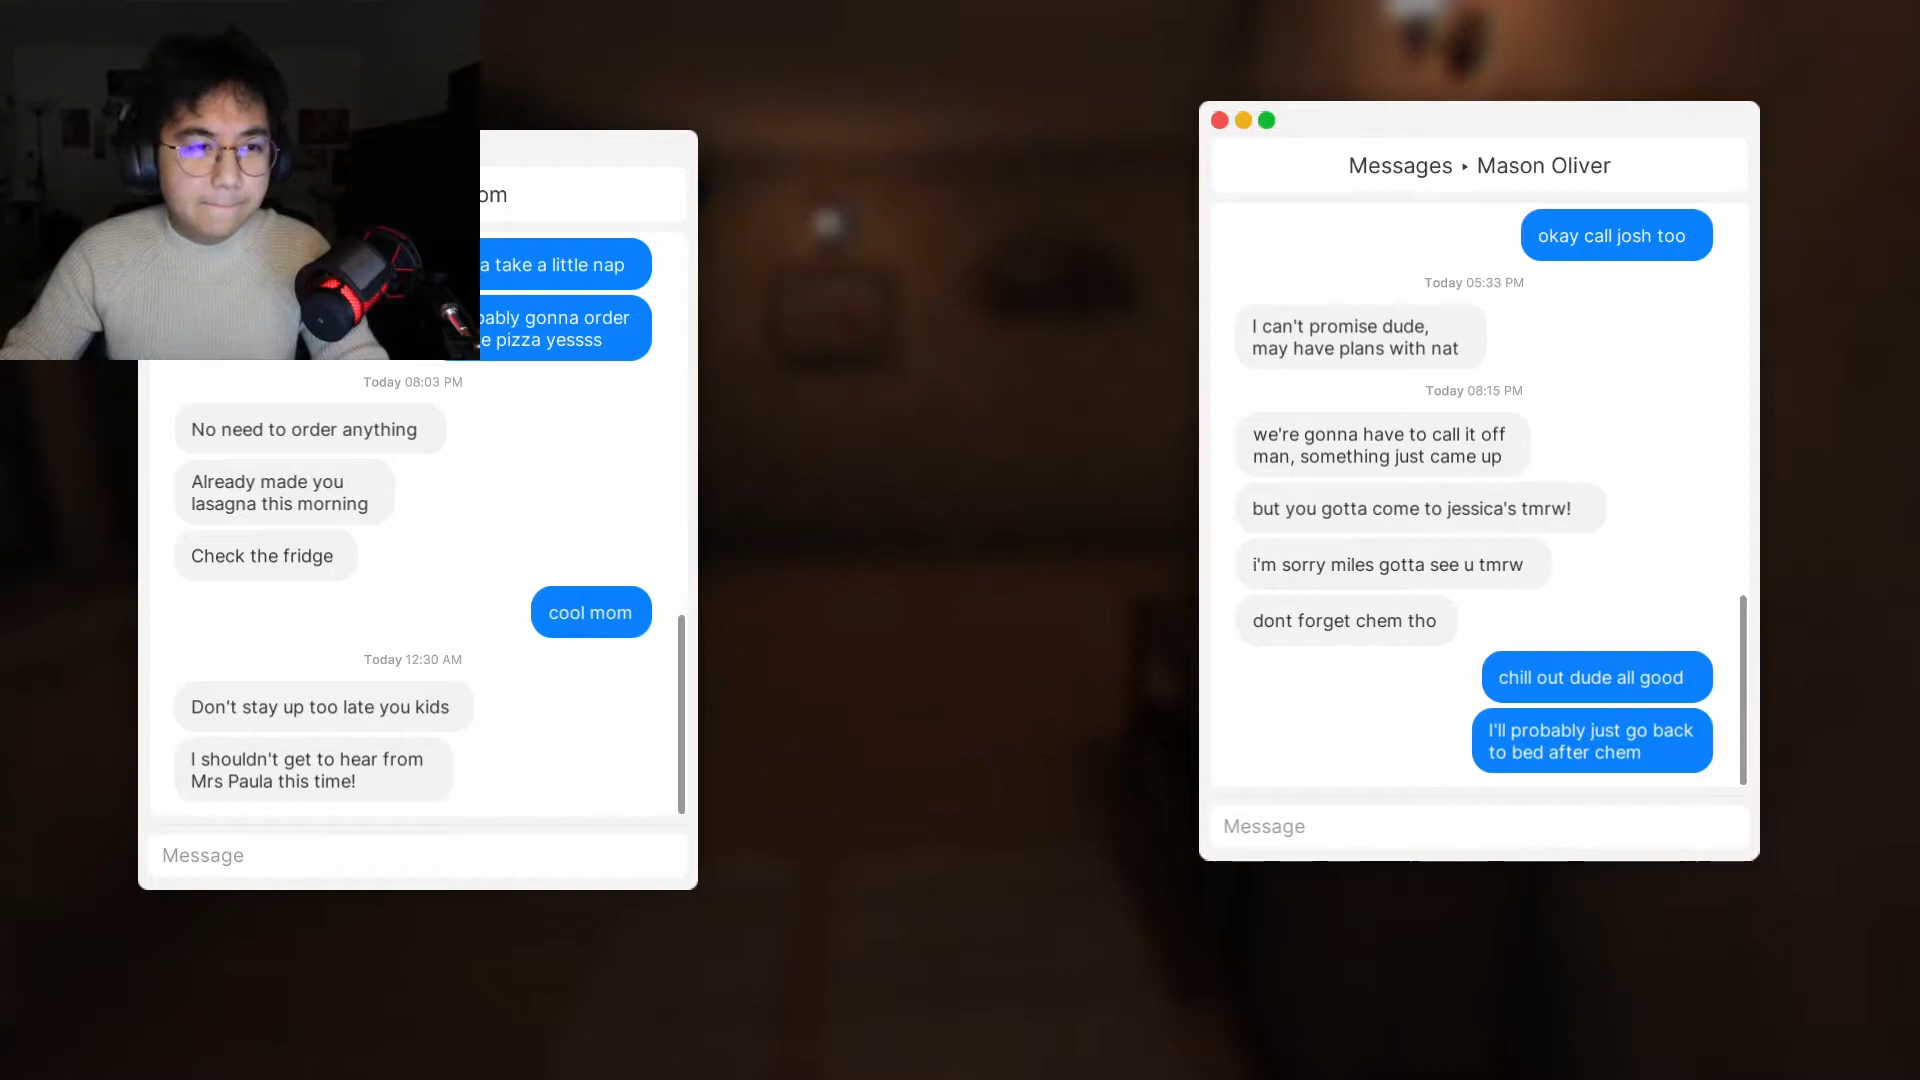 om
a take a little nap
pably gonna order
e pizza yessss
Today 08:03 PM
No need to order anything
Already made you
lasagna this morning
Check the fridge
cool mom
Today 12:30 AM
Don't stay up too late you kids
I shouldn't get to hear from
Mrs Paula this time!
Message
Messages ‣ Mason Oliver
okay call josh too
Today 05:33 PM
I can't promise dude,
may have plans with nat
Today 08:15 PM
we're gonna have to call it off
man, something just came up
but you gotta come to jessica's tmrw!
i'm sorry miles gotta see u tmrw
dont forget chem tho
chill out dude all good
I'll probably just go back
to bed after chem
Message